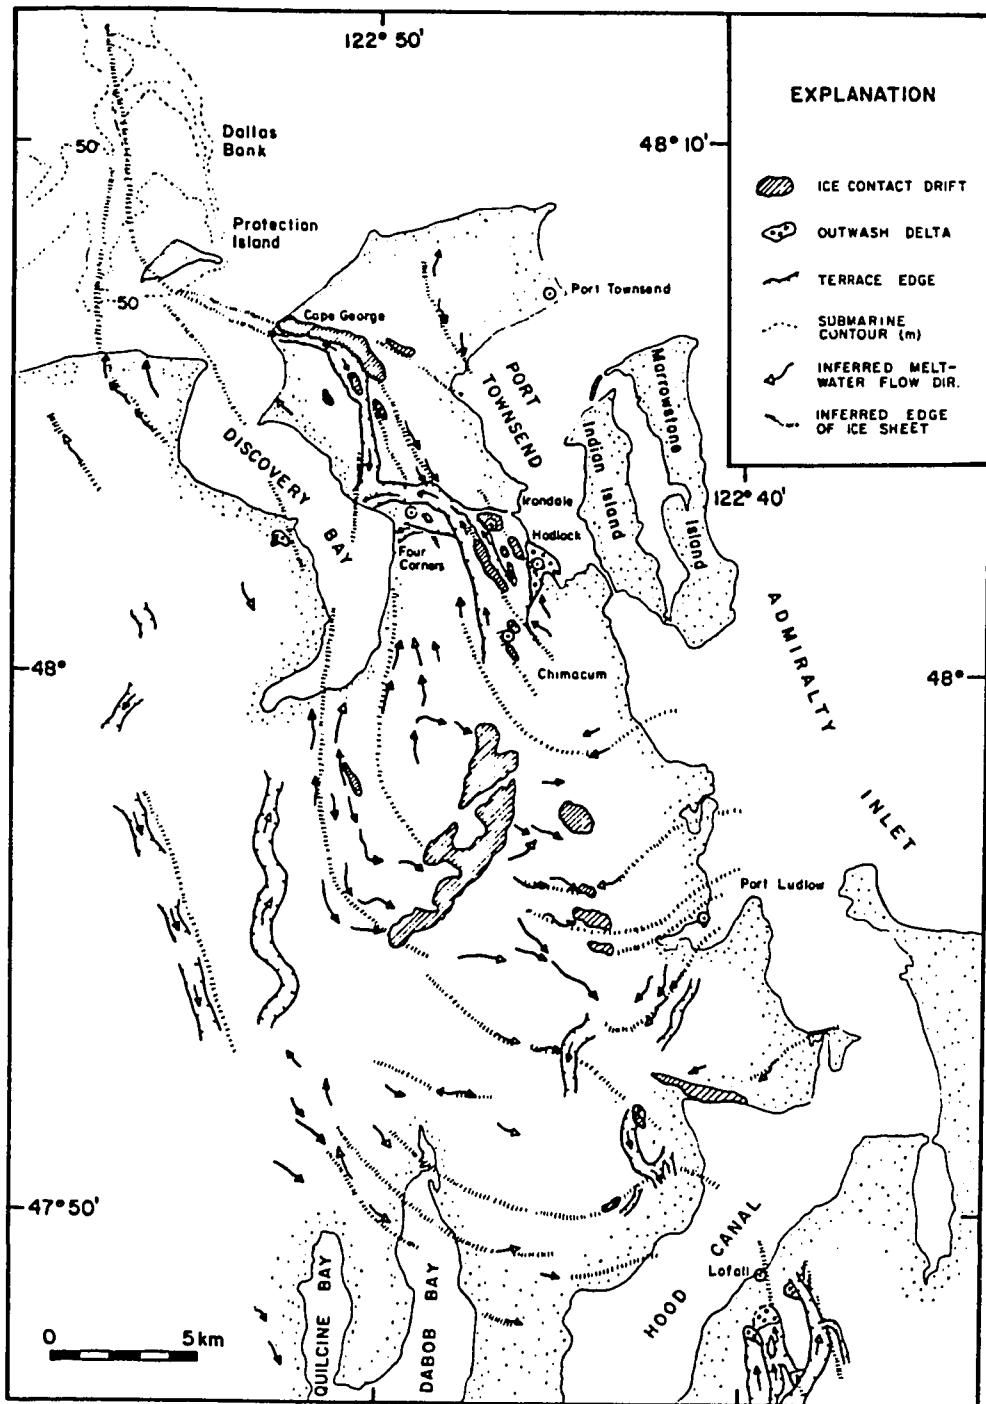 122° 50'
EXPLANATION
48° 10'
ICE CONTACT DRIFT
OUTWASH DELTA
TERRACE EDGE
SUBMARINE
CONTOUR (m)
INFERRED MELT-
WATER FLOW DIR.
INFERRED EDGE
OF ICE SHEET
50
Dallas
Bank
Protection
Island
50
Port Townsend
Cape George
PORT
TOWNSEND
Marrowstone
Island
Indian
Island
122° 40'
DISCOVERY
BAY
Irondale
Hadlock
Four
Corners
Chimacum
48°
48°
ADMIRALTY
INLET
Port Ludlow
47° 50'
HOOD
CANAL
Lofall
QUILCINE BAY
DABOB BAY
0
5 km